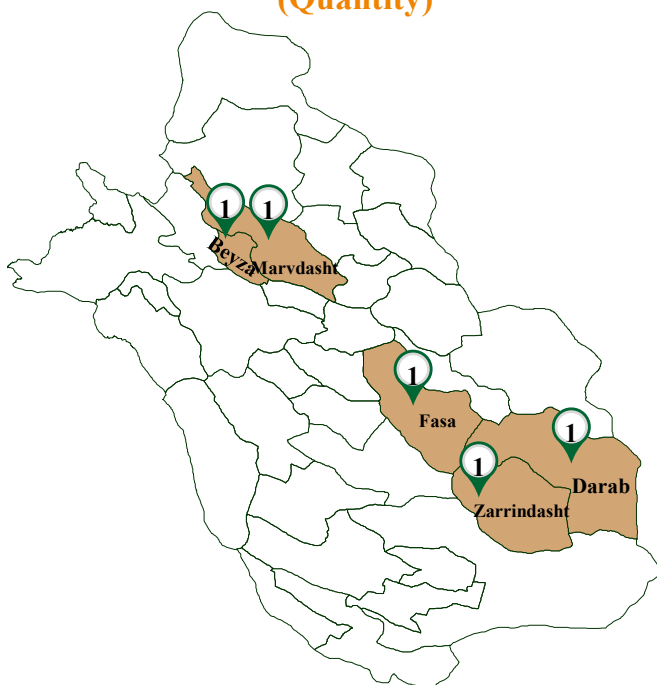 (Quantity)
1
1
Beyza
Marvdasht
1
Fasa
1
1
Darab
Zarrindasht